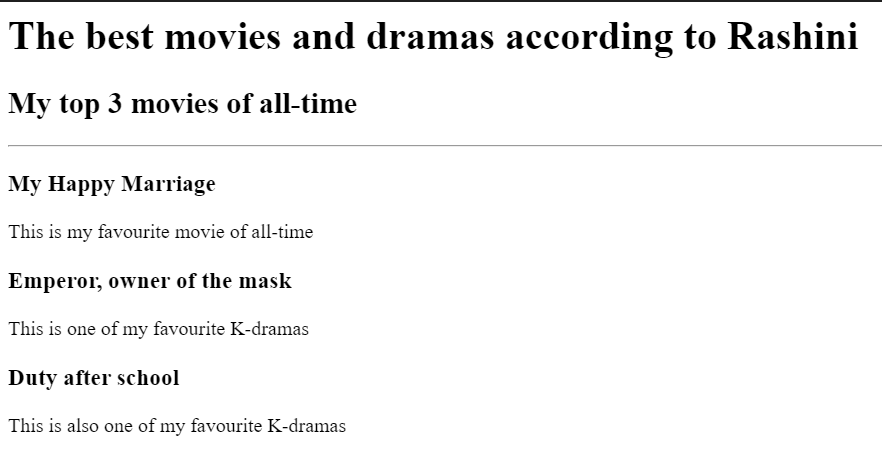 The best movies and dramas according to Rashini
My top 3 movies of all-time
My Happy Marriage
This is my favourite movie of all-time
Emperor, owner of the mask
This is one of my favourite K-dramas
Duty after school
This is also one of my favourite K-dramas